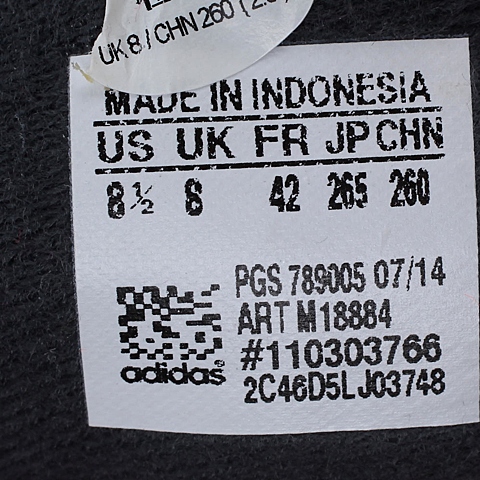 UK 8 / CHN 260 ( 2.
MADE IN INDONESIA
US UK FR JP CHN
8½ 8 42 265 260
PGS 789005 07/14
ART M18884
#110303766
adidas
2C46D5LJ03748